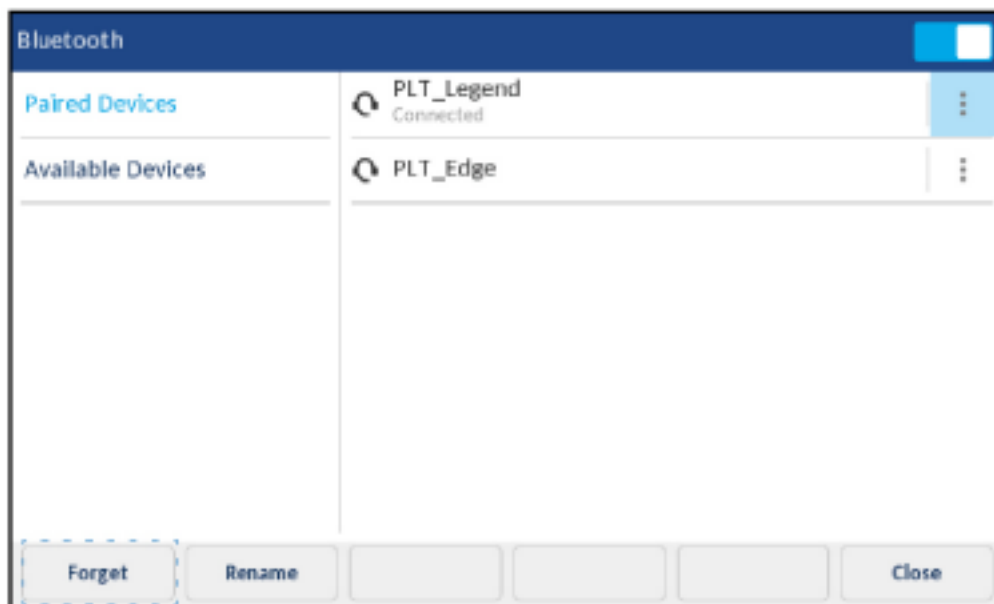 Bluetooth
Paired Devices
Available Devices
PLT_Legend
Connected
PLT_Edge
Forget
Rename
Close